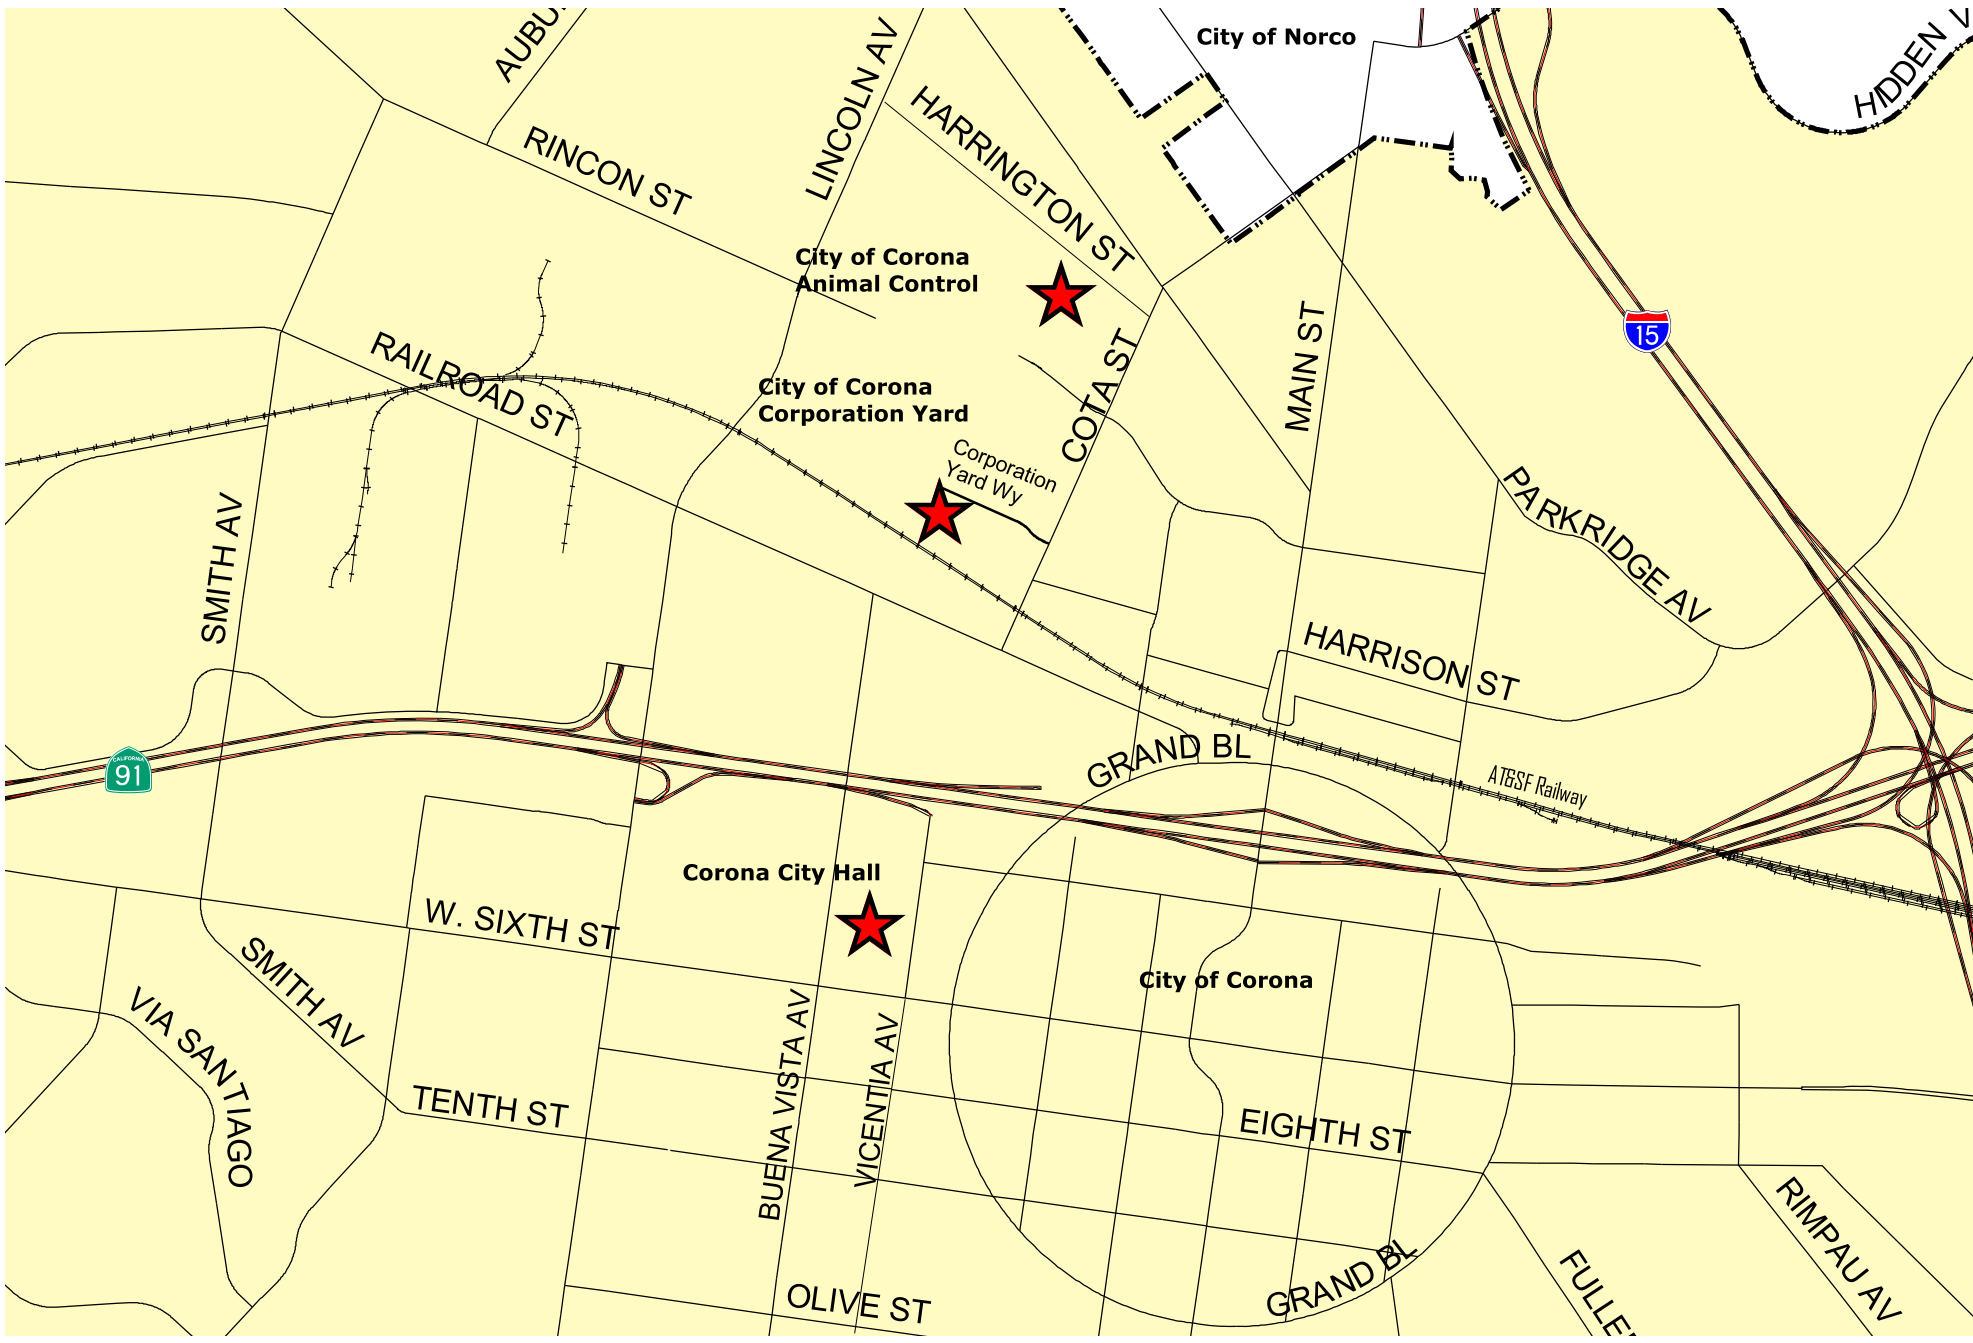 City of Norco
AUBU
LINCOLN AV
HIDDEN V
HARRINGTON ST
RINCON ST
City of Corona
Animal Control
15
MAIN ST
COTA ST
RAILROAD ST
City of Corona
Corporation Yard
Corporation
Yard Wy
PARKRIDGE AV
SMITH AV
HARRISON ST
GRAND BL
CALIFORNIA
91
AT&SF Railway
Corona City Hall
W. SIXTH ST
SMITH AV
City of Corona
VIA SANTIAGO
BUENA VISTA AV
VICENTIA AV
TENTH ST
EIGHTH ST
RIMPAU AV
GRAND BL
FULLE
OLIVE ST